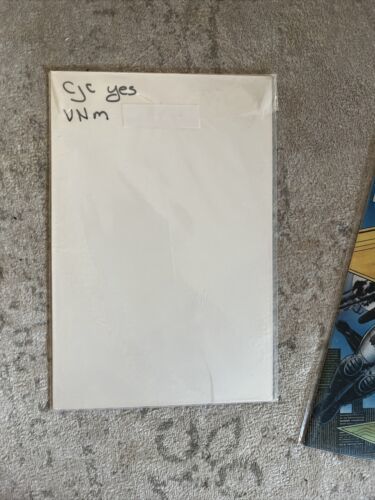 CJC yes
VNM